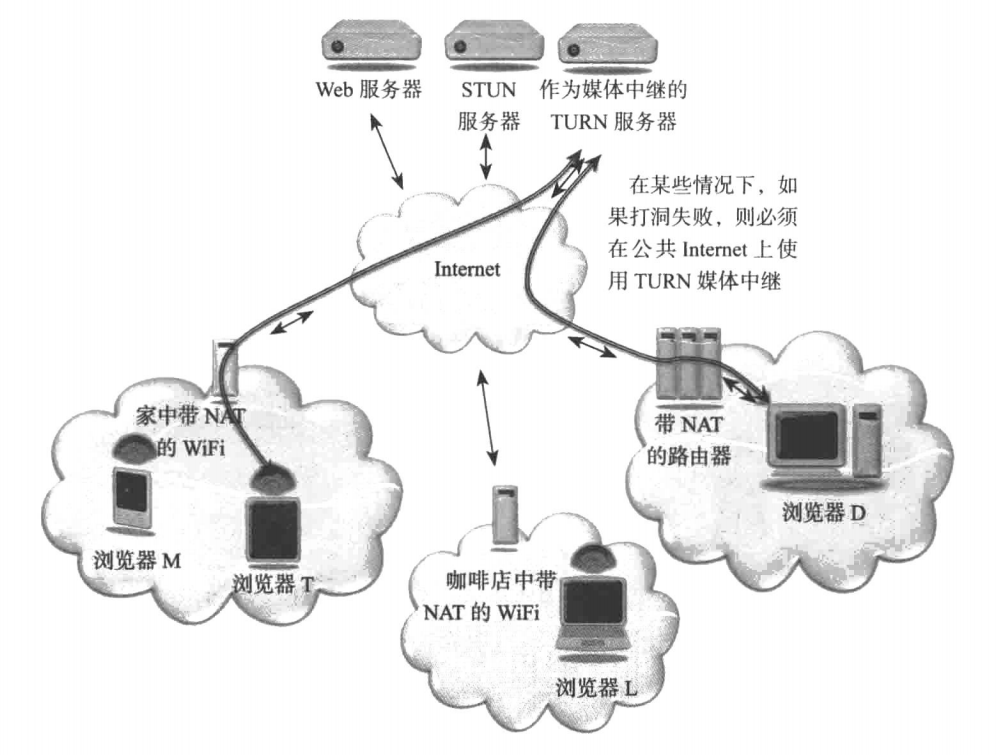 Web 服务器
STUN
服务器
作为媒体中继的
TURN 服务器
在某些情况下，如
果打洞失败，则必须
在公共 Internet 上使
用 TURN 媒体中继
Internet
家中带 NAT
的 WiFi
浏览器 M
浏览器 T
带 NAT
的路由器
浏览器 D
咖啡店中带
NAT 的 WiFi
浏览器 L